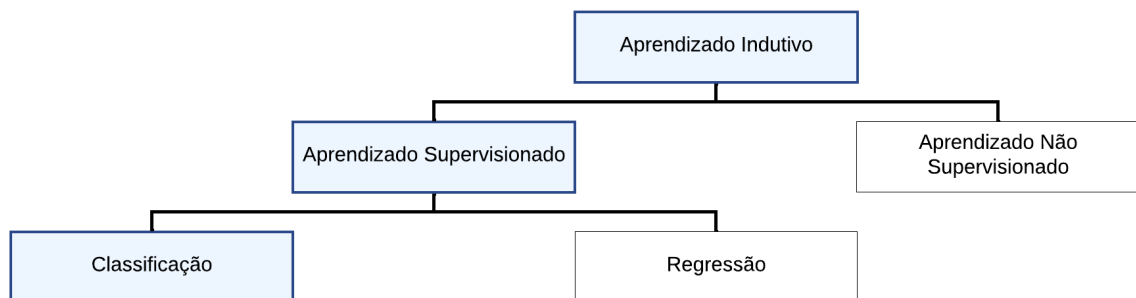 Aprendizado Indutivo
Aprendizado Supervisionado
Aprendizado Não
Supervisionado
Classificação
Regressão